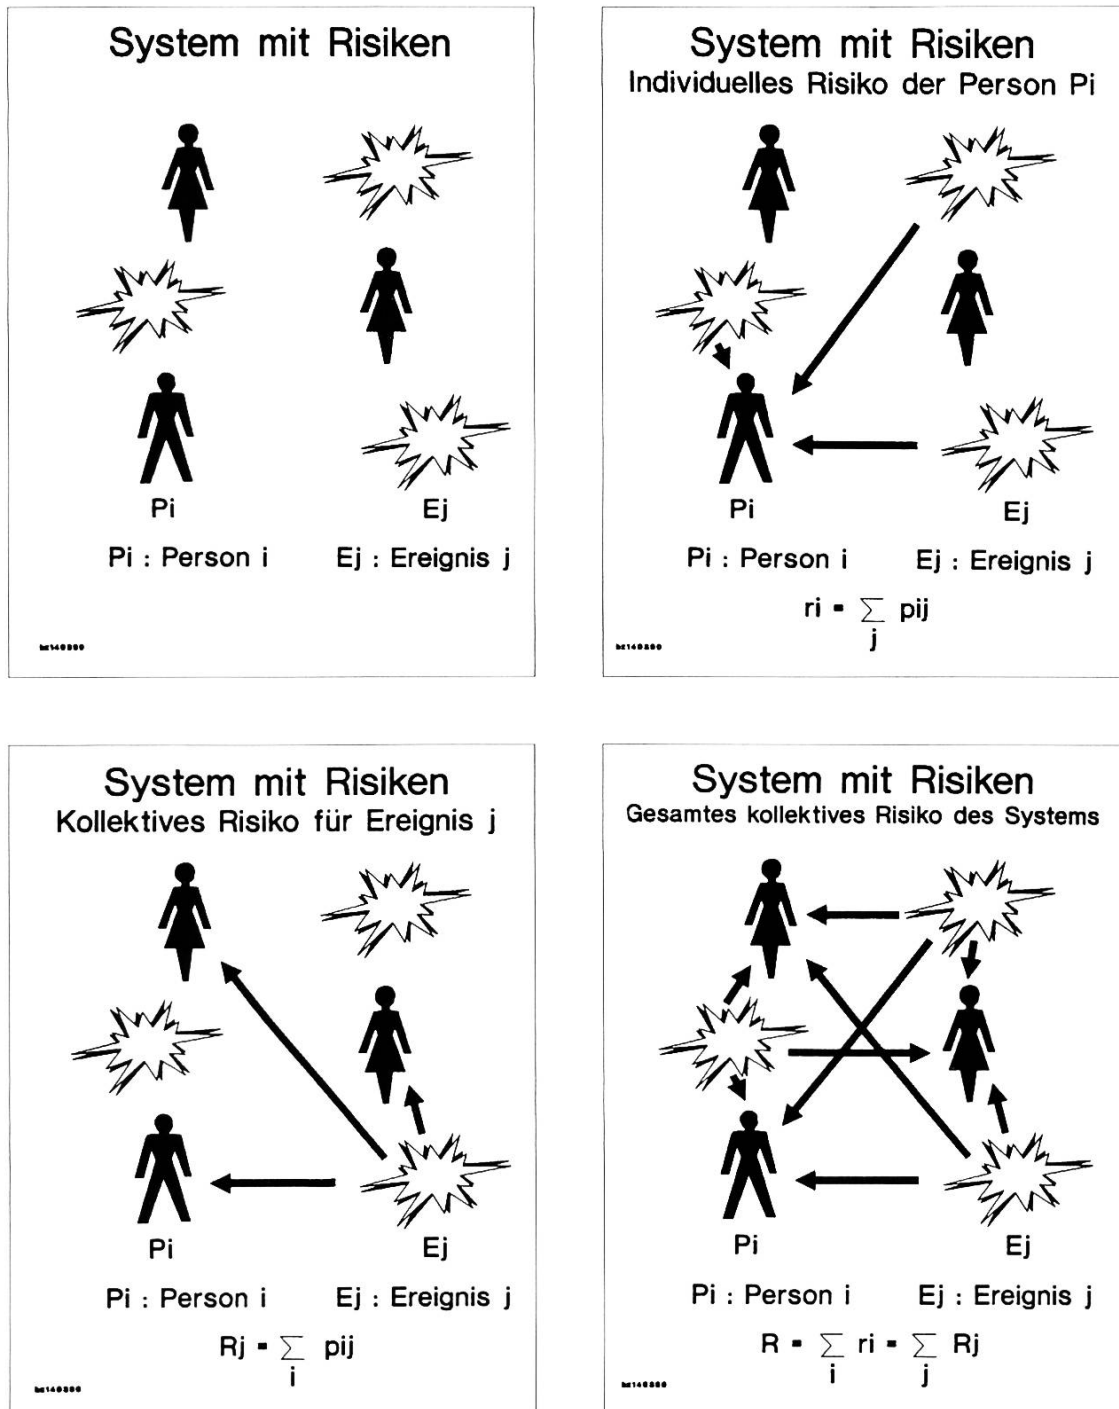 System mit Risiken
Pi
Ej
Pi : Person i
Ej : Ereignis j
System mit Risiken
Individuelles Risiko der Person Pi
Pi
Ej
Pi : Person i
Ej : Ereignis j
ri = ∑ pij
j
System mit Risiken
Kollektives Risiko für Ereignis j
Pi
Ej
Pi : Person i
Ej : Ereignis j
Rj = ∑ pij
i
System mit Risiken
Gesamtes kollektives Risiko des Systems
Pi
Ej
Pi : Person i
Ej : Ereignis j
R = ∑ ri = ∑ Rj
i j